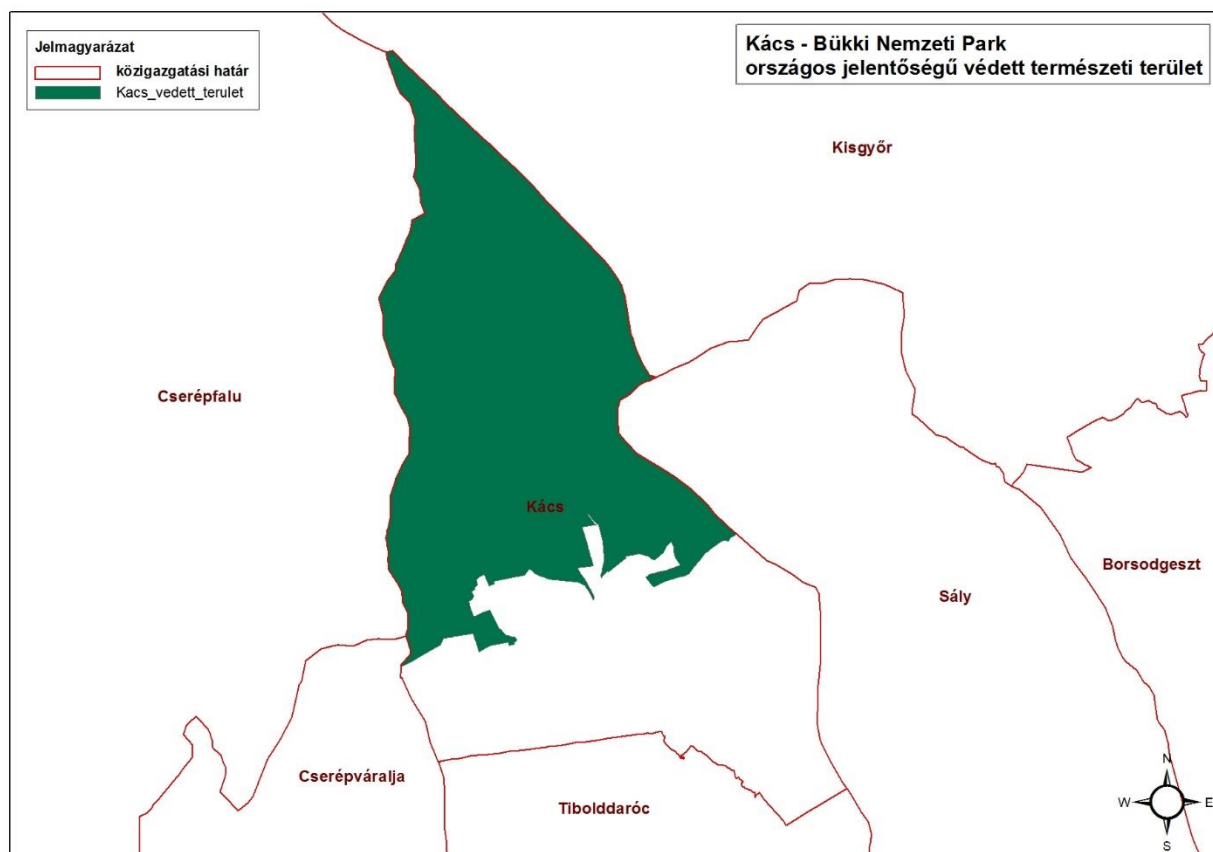 Jelmagyarázat
közigazgatási határ
Kacs_vedett_terulet
Kács - Bükki Nemzeti Park
országos jelentőségű védett természeti terület
Kisgyőr
Cserépfalu
Kács
Borsodgeszt
Sály
Cserépváralja
Tibolddaróc
N
W E
S